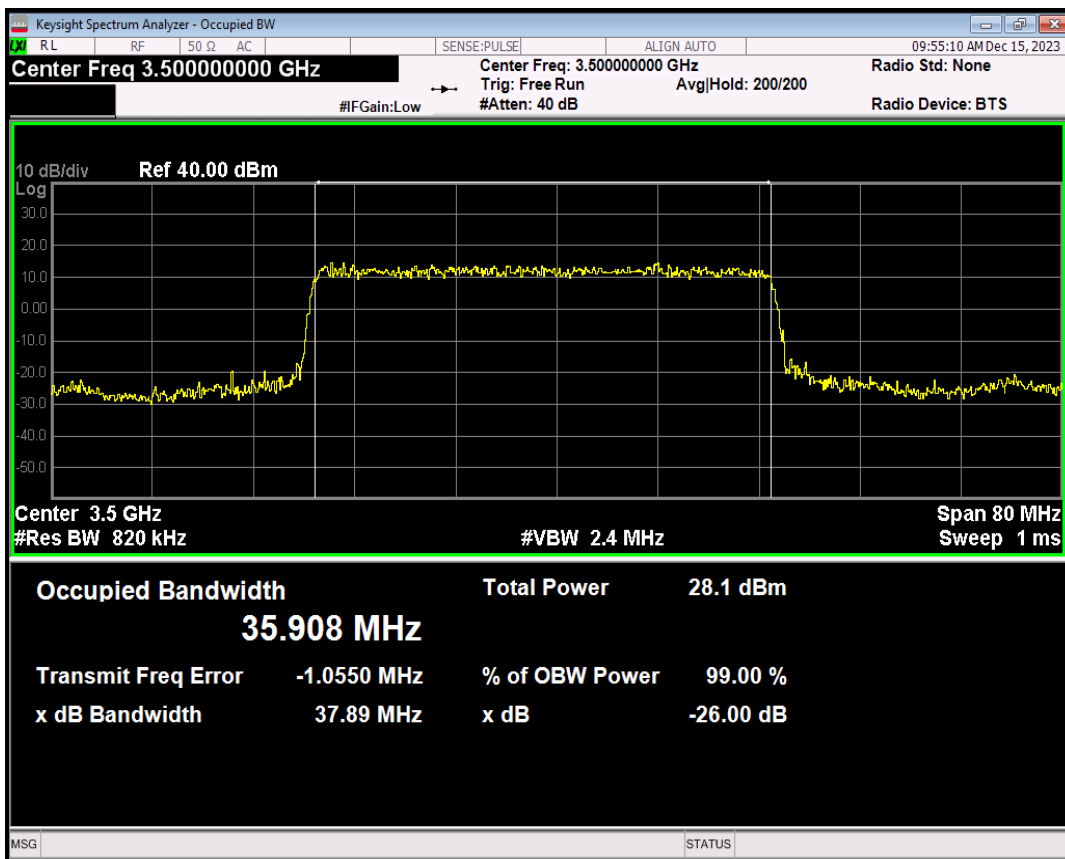 Keysight Spectrum Analyzer - Occupied BW
LXI RL RF 50 Ω AC SENSE:PULSE ALIGN AUTO 09:55:10 AM Dec 15, 2023
Center Freq 3.500000000 GHz Center Freq: 3.500000000 GHz Radio Std: None
Trig: Free Run Avg|Hold: 200/200
#IFGain:Low #Atten: 40 dB Radio Device: BTS
10 dB/div Ref 40.00 dBm
Log
30.0
20.0
10.0
0.00
-10.0
-20.0
-30.0
-40.0
-50.0
Center 3.5 GHz Span 80 MHz
#Res BW 820 kHz #VBW 2.4 MHz Sweep 1 ms
Occupied Bandwidth Total Power 28.1 dBm
35.908 MHz
Transmit Freq Error -1.0550 MHz % of OBW Power 99.00 %
x dB Bandwidth 37.89 MHz x dB -26.00 dB
MSG STATUS